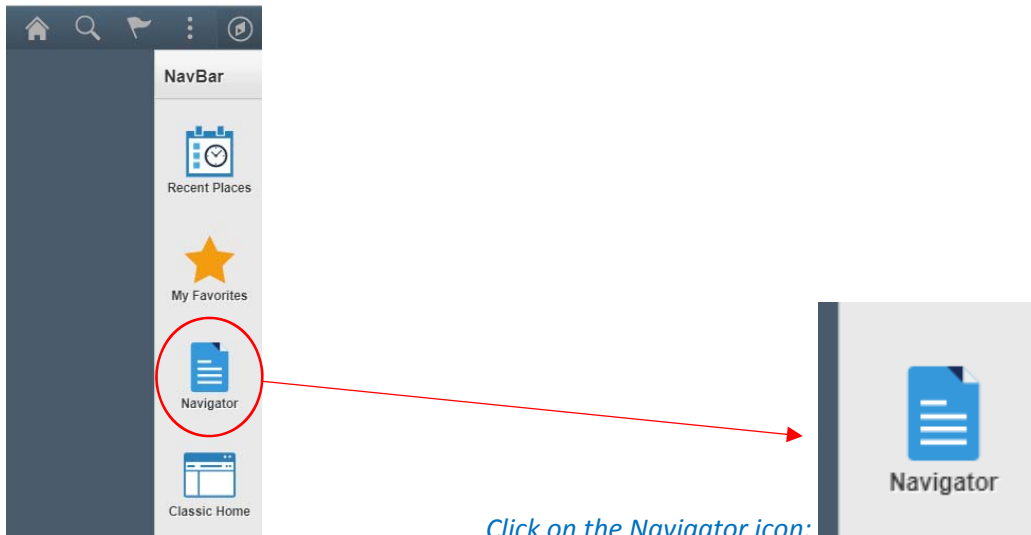 NavBar
Recent Places
My Favorites
Navigator
Classic Home
Click on the Navigator icon:
Navigator